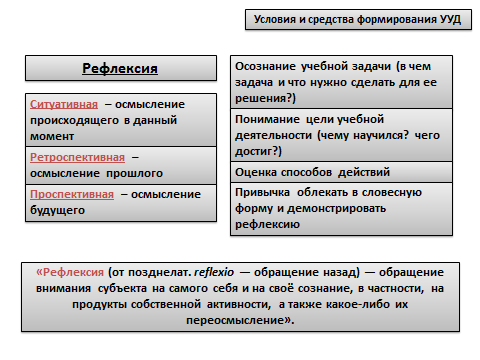 Условия и средства формирования УУД
Рефлексия
Ситуативная – осмысление
происходящего в данный
момент
Ретроспективная –
осмысление прошлого
Проспективная – осмысление
будущего
Осознание учебной задачи (в чем
задача и что нужно сделать для ее
решения?)
Понимание цели учебной
деятельности (чему научился? чего
достиг?)
Оценка способов действий
Привычка облекать в словесную
форму и демонстрировать
рефлексию
«Рефлексия (от позднелат. reflexio — обращение назад) — обращение
внимания субъекта на самого себя и на своё сознание, в частности, на
продукты собственной активности, а также какое-либо их
переосмысление».